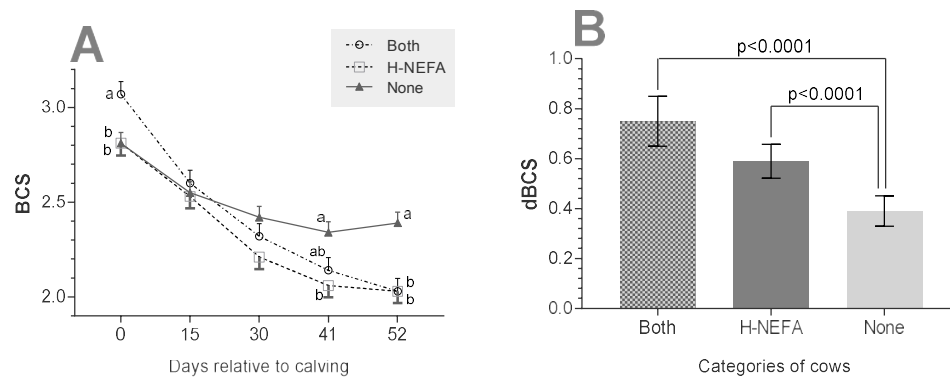 A
Both
H-NEFA
None
BCS
3.0
2.5
2.0
a
b
b
a
a
ab
b
b
b
0 15 30 41 52
Days relative to calving
B
p<0.0001
p<0.0001
dBCS
1.0
0.8
0.6
0.4
0.2
0.0
Both H-NEFA None
Categories of cows